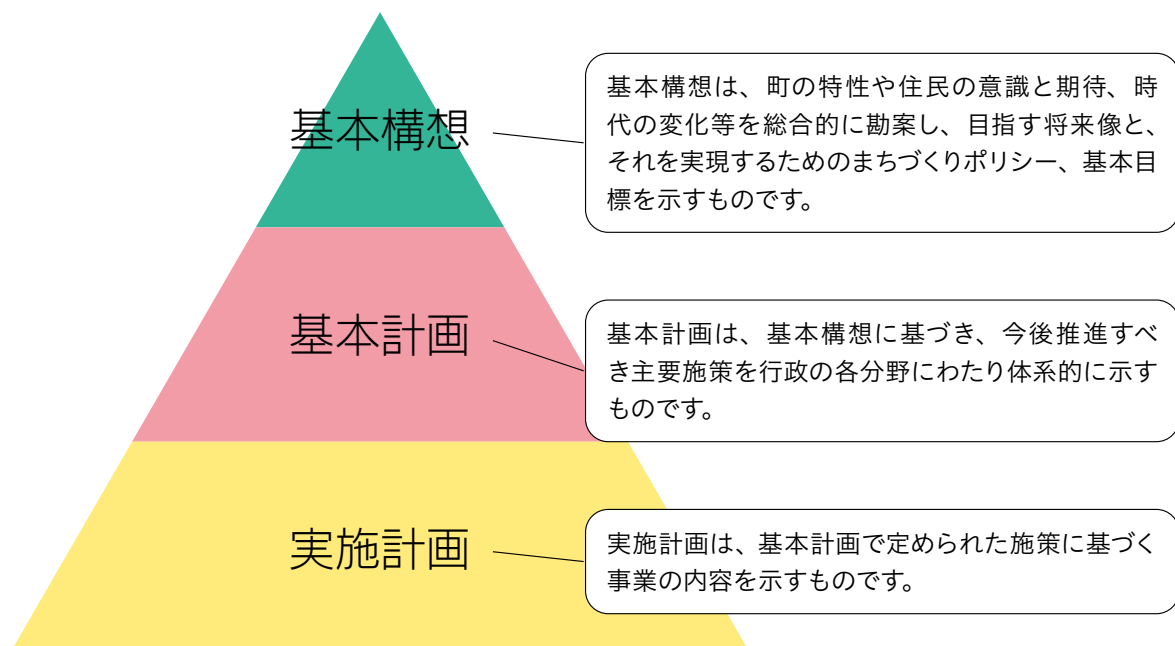 基本構想
基本構想は、町の特性や住民の意識と期待、時
代の変化等を総合的に勘案し、目指す将来像と、
それを実現するためのまちづくりポリシー、基本目
標を示すものです。
基本計画
基本計画は、基本構想に基づき、今後推進すべ
き主要施策を行政の各分野にわたり体系的に示す
ものです。
実施計画
実施計画は、基本計画で定められた施策に基づく
事業の内容を示すものです。